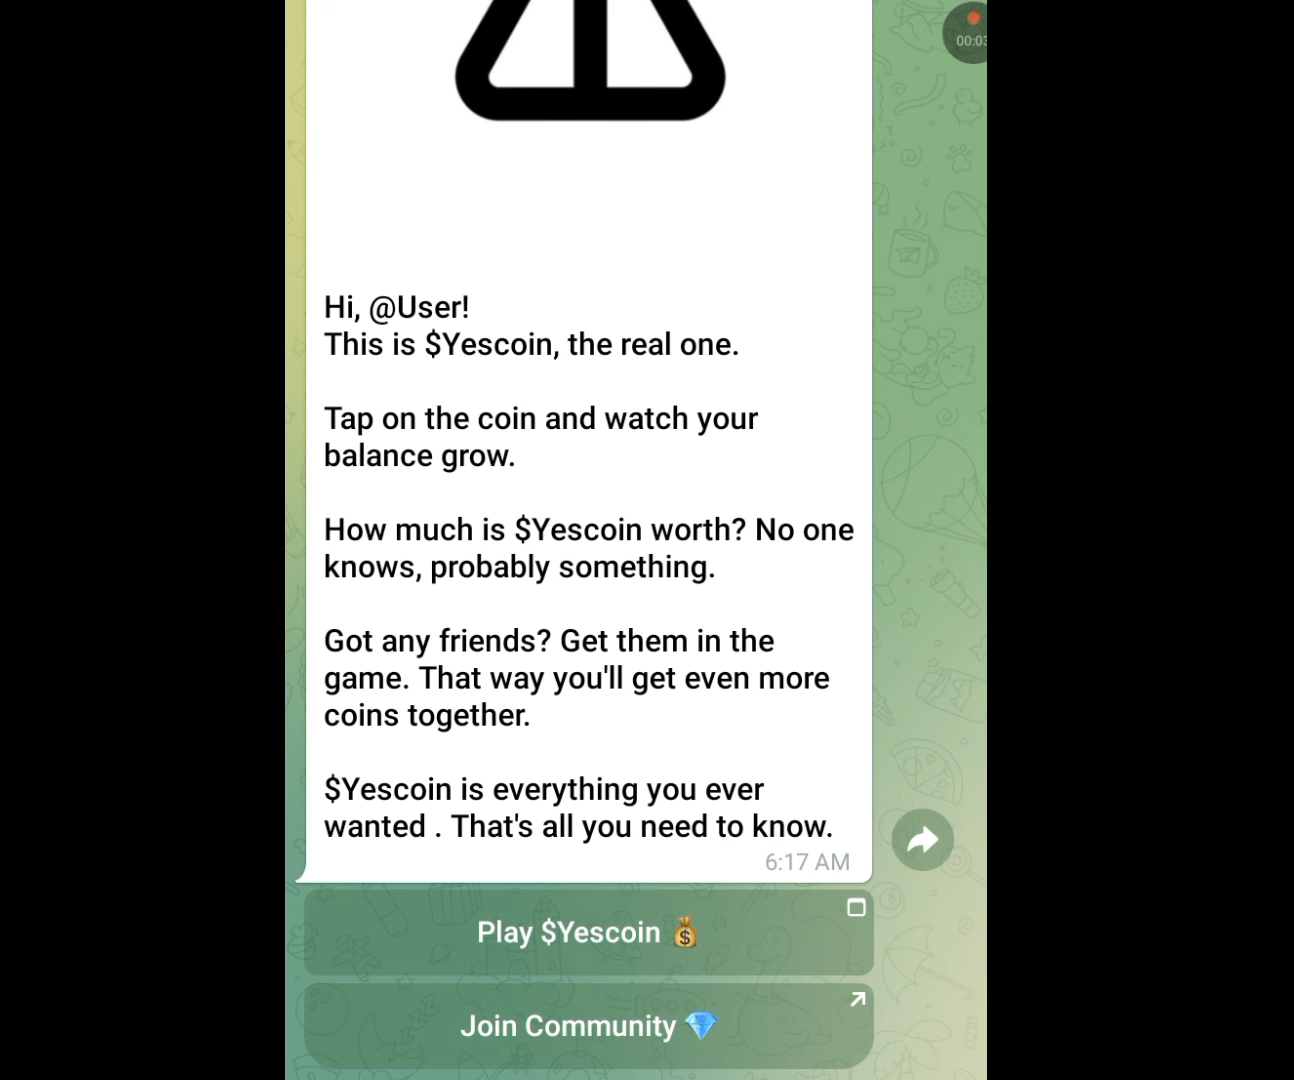 00:03
Hi, @User!
This is $Yescoin, the real one.
Tap on the coin and watch your
balance grow.
How much is $Yescoin worth? No one
knows, probably something.
Got any friends? Get them in the
game. That way you'll get even more
coins together.
$Yescoin is everything you ever
wanted . That's all you need to know.
6:17 AM
Play $Yescoin 💰
Join Community 💎